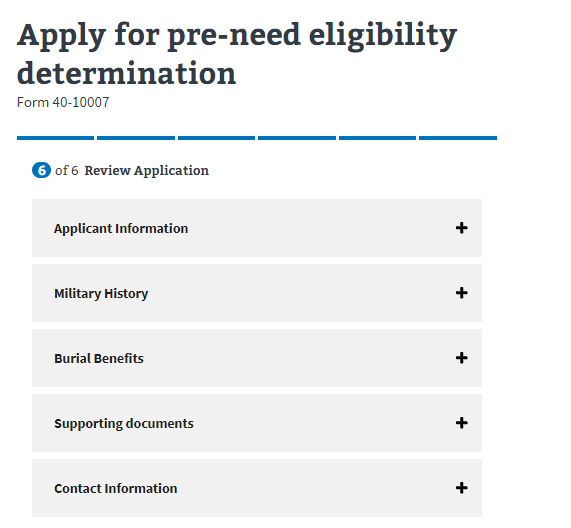 Apply for pre-need eligibility
determination
Form 40-10007
6 of 6 Review Application
Applicant Information
Military History
Burial Benefits
Supporting documents
Contact Information